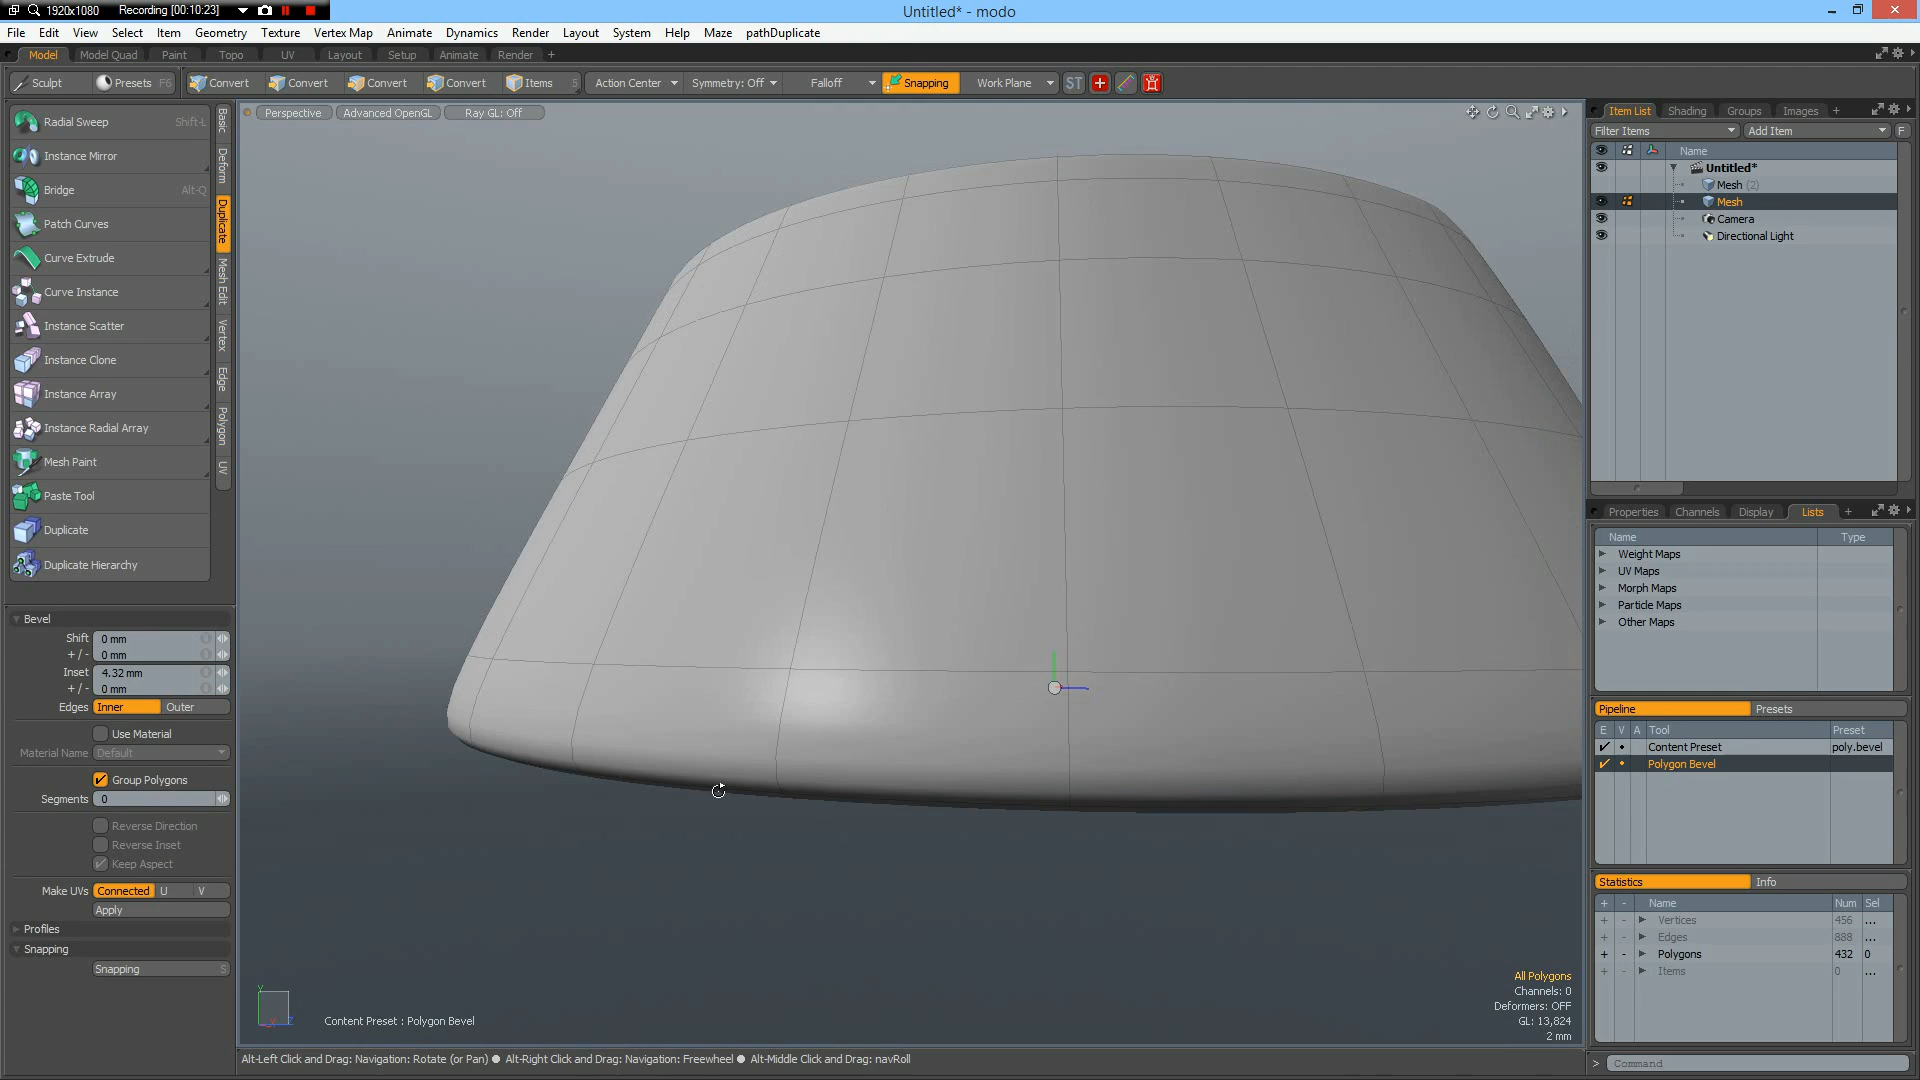 1920x1080 Recording [00:10:23] Untitled* - modo
File Edit View Select Item Geometry Texture Vertex Map Animate Dynamics Render Layout System Help Maze pathDuplicate
Model Model Quad Paint Topo UV Layout Setup Animate Render +
Sculpt Presets F6 Convert Convert Convert Convert Items 5 Action Center Symmetry: Off Falloff Snapping Work Plane ST
Perspective Advanced OpenGL Ray GL: Off
Radial Sweep Shift-L
Instance Mirror
Bridge Alt-Q
Patch Curves
Curve Extrude
Curve Instance
Instance Scatter
Instance Clone
Instance Array
Instance Radial Array
Mesh Paint
Paste Tool
Duplicate
Duplicate Hierarchy
Basic
Deform
Duplicate
Mesh Edit
Vertex
Edge
Polygon
UV
Bevel
Shift 0 mm
+ / - 0 mm
Inset 4.32 mm
+ / - 0 mm
Edges Inner Outer
Use Material
Material Name Default
Group Polygons
Segments 0
Reverse Direction
Reverse Inset
Keep Aspect
Make UVs Connected U V
Apply
Profiles
Snapping
Snapping S
Y
X Z
Content Preset : Polygon Bevel
All Polygons
Channels: 0
Deformers: OFF
GL: 13,824
2 mm
Alt-Left Click and Drag: Navigation: Rotate (or Pan) Alt-Right Click and Drag: Navigation: Freewheel Alt-Middle Click and Drag: navRoll
Item List Shading Groups Images +
Filter Items Add Item F
Name
Untitled*
Mesh (2)
Mesh
Camera
Directional Light
Properties Channels Display Lists +
Name Type
Weight Maps
UV Maps
Morph Maps
Particle Maps
Other Maps
Pipeline Presets
E V A Tool Preset
Content Preset poly.bevel
Polygon Bevel
Statistics Info
+ - Name Num Sel
+ - Vertices 456 ...
+ - Edges 888 ...
+ - Polygons 432 0
+ - Items 0 ...
> Command